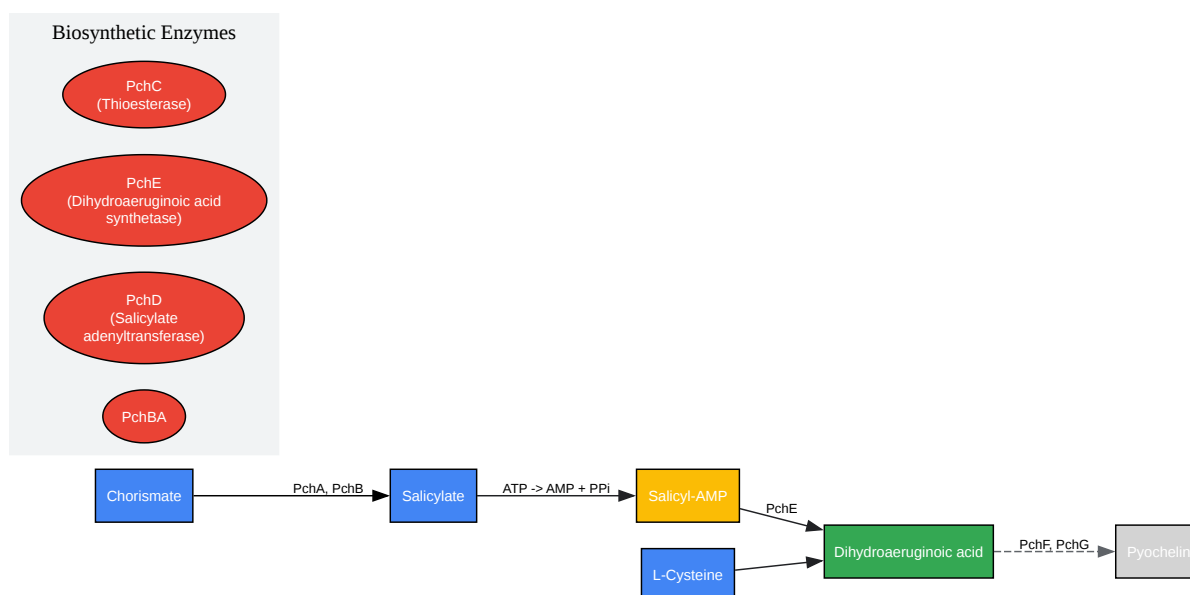 Biosynthetic Enzymes
PchC
(Thioesterase)
PchE
(Dihydroaeruginoic acid
synthetase)
PchD
(Salicylate
adenyltransferase)
PchBA
Chorismate
PchA, PchB
Salicylate
ATP -> AMP + PPi
Salicyl-AMP
PchE
L-Cysteine
Dihydroaeruginoic acid
PchF, PchG
Pyochelin